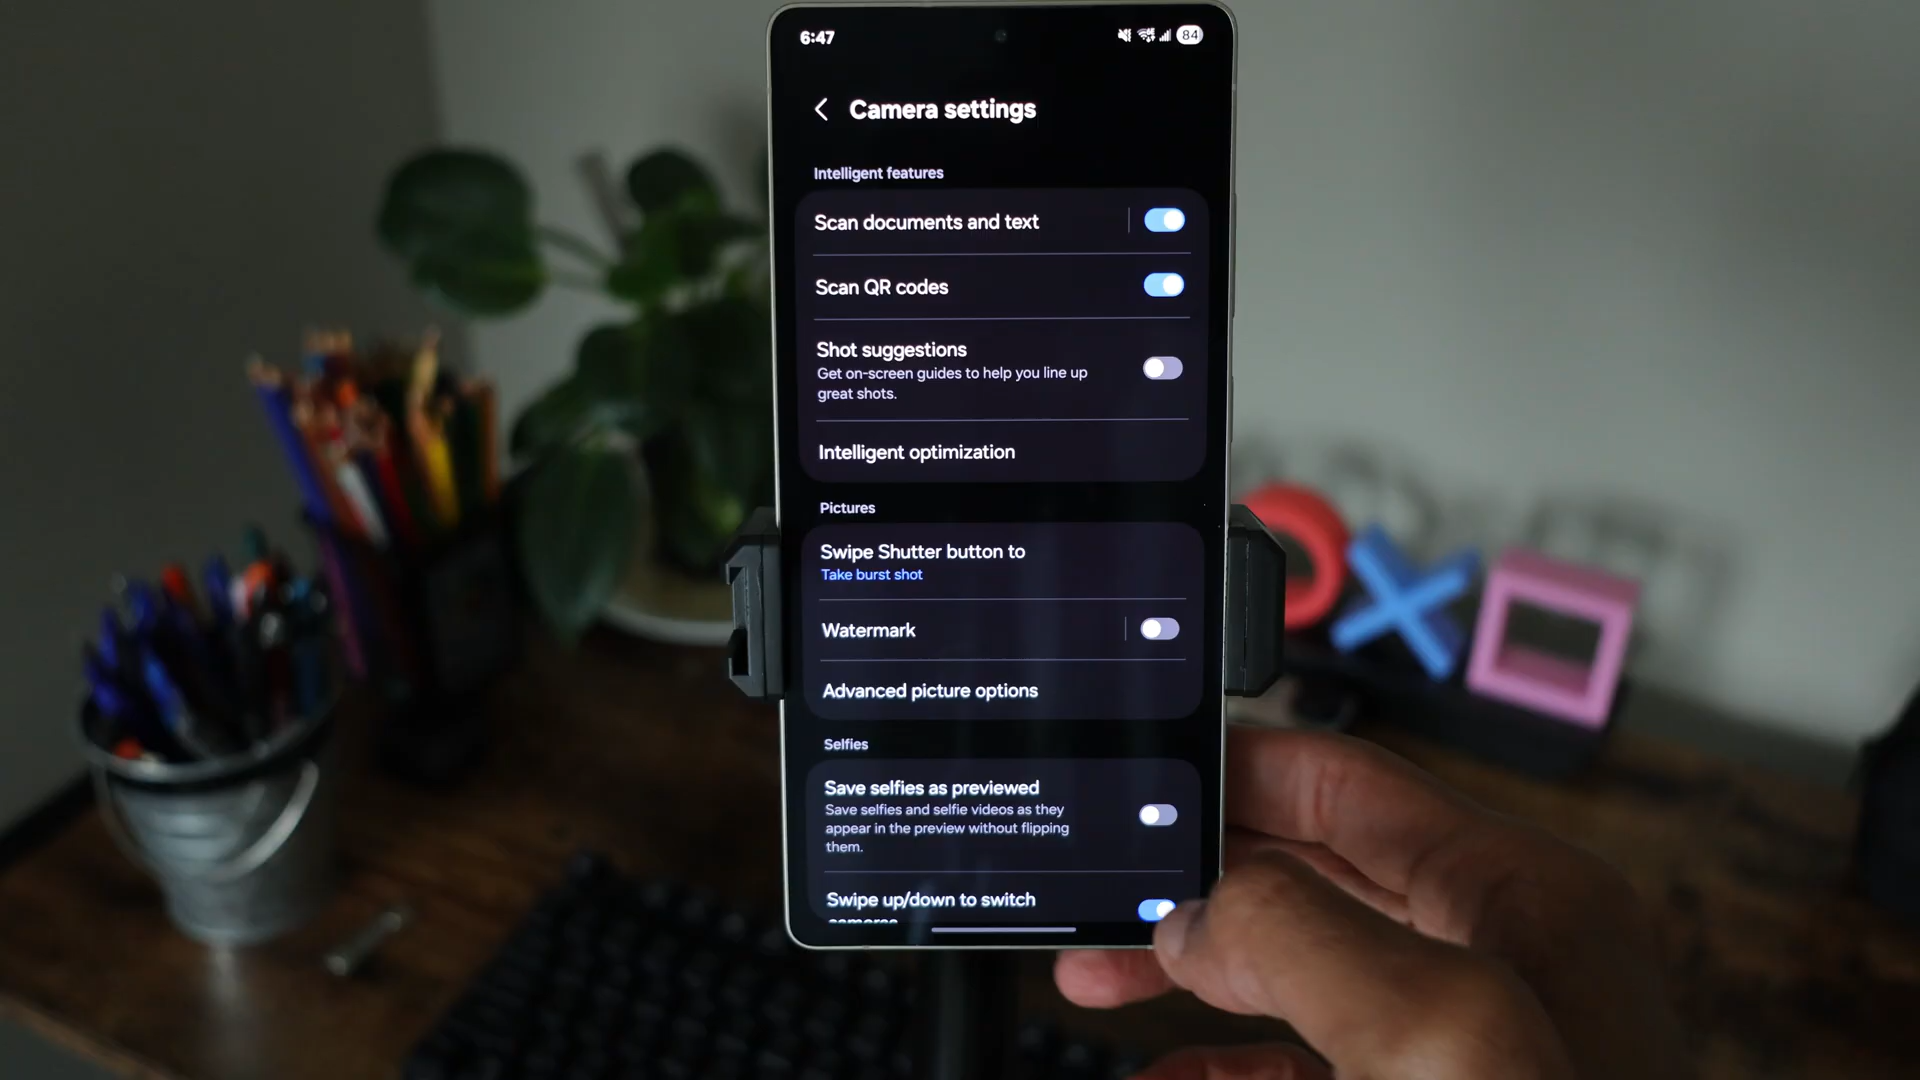 6:47
84
Camera settings
Intelligent features
Scan documents and text
Scan QR codes
Shot suggestions
Get on-screen guides to help you line up
great shots.
Intelligent optimization
Pictures
Swipe Shutter button to
Take burst shot
Watermark
Advanced picture options
Selfies
Save selfies as previewed
Save selfies and selfie videos as they
appear in the preview without flipping
them.
Swipe up/down to switch
cameras